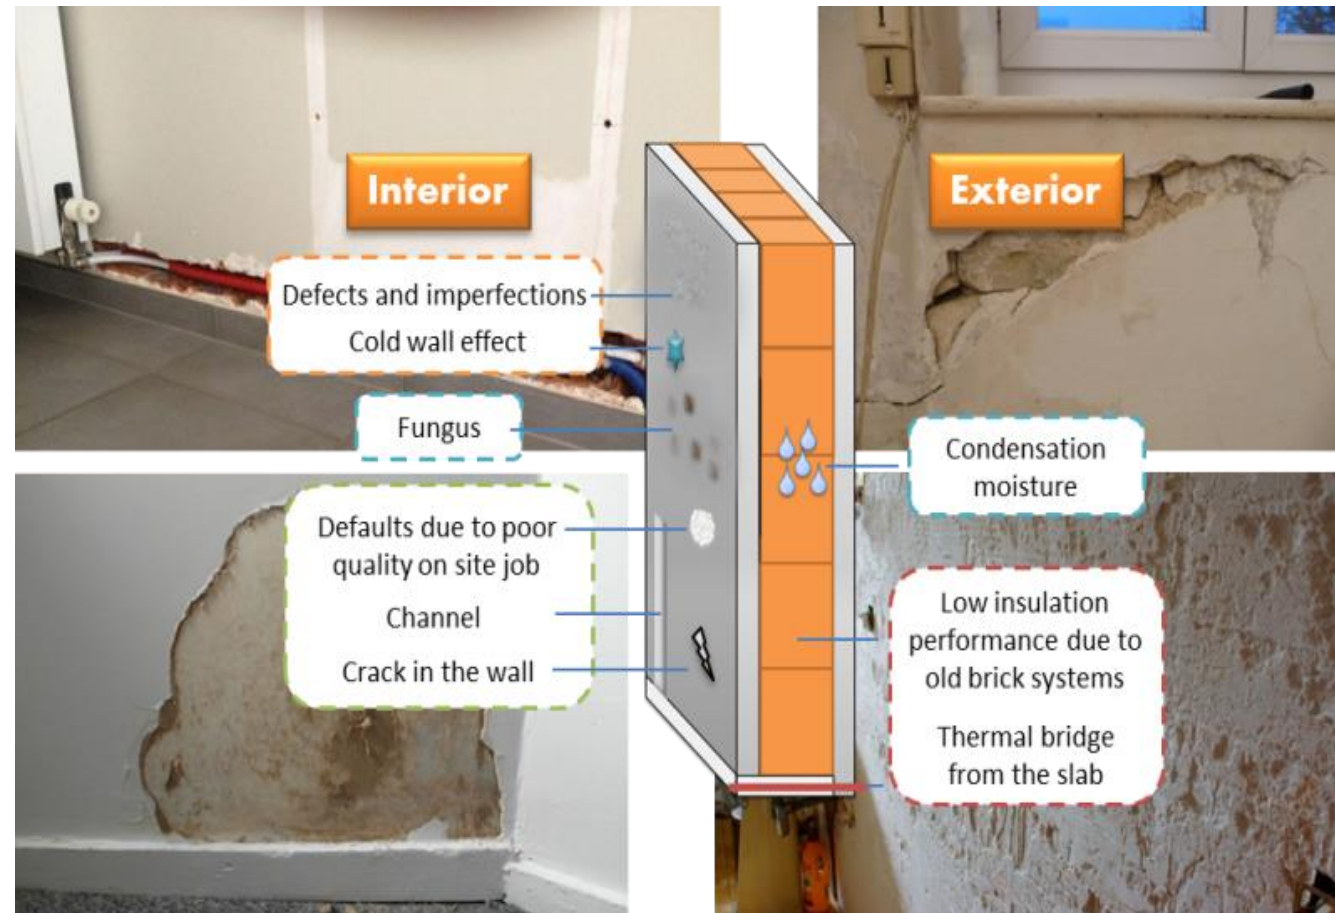 Interior
Exterior
Defects and imperfections
Cold wall effect
Fungus
Defaults due to poor
quality on site job
Channel
Crack in the wall
Condensation
moisture
Low insulation
performance due to
old brick systems
Thermal bridge
from the slab